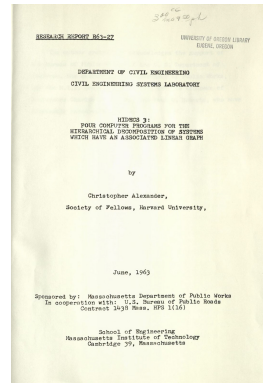 RESEARCH REPORT R63-27
UNIVERSITY OF OREGON LIBRARY
EUGENE, OREGON
DEPARTMENT OF CIVIL ENGINEERING
CIVIL ENGINEERING SYSTEMS LABORATORY
HIDECS 3:
FOUR COMPUTER PROGRAMS FOR THE
HIERARCHICAL DECOMPOSITION OF SYSTEMS
WHICH HAVE AN ASSOCIATED LINEAR GRAPH
by
Christopher Alexander,
Society of Fellows, Harvard University,
June, 1963
Sponsored by: Massachusetts Department of Public Works
In cooperation with: U.S. Bureau of Public Roads
Contract 1438 Mass. HPS 1(16)
School of Engineering
Massachusetts Institute of Technology
Cambridge 39, Massachusetts